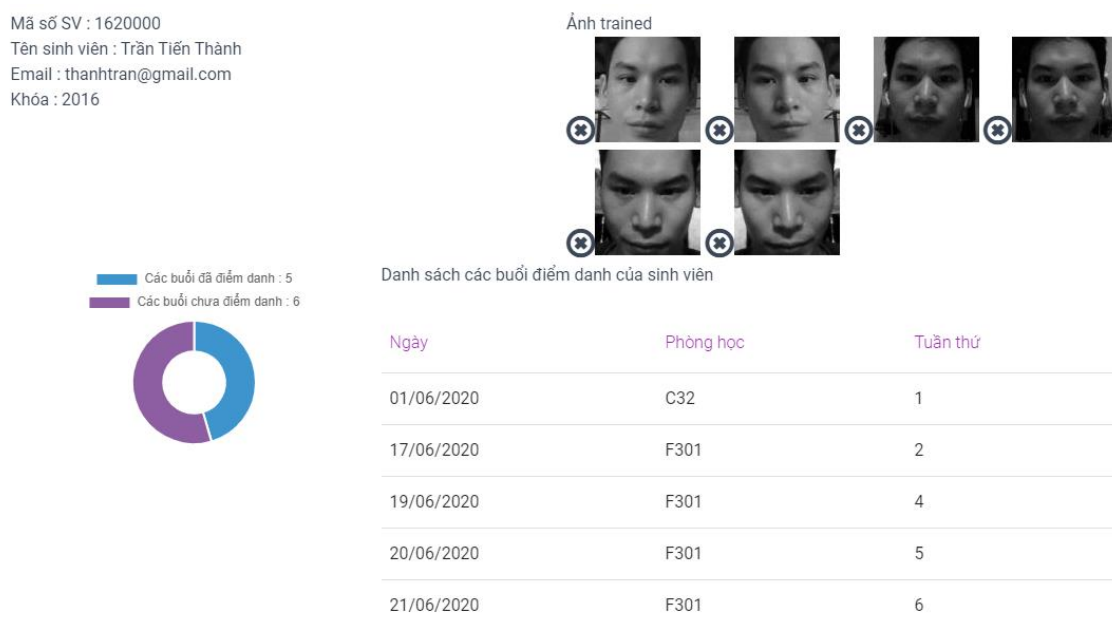 Mã số SV : 1620000
Tên sinh viên : Trần Tiến Thành
Email : thanhtran@gmail.com
Khóa : 2016
Ảnh trained
Các buổi đã điểm danh : 5
Các buổi chưa điểm danh : 6
Danh sách các buổi điểm danh của sinh viên
Ngày Phòng học Tuần thứ
01/06/2020 C32 1
17/06/2020 F301 2
19/06/2020 F301 4
20/06/2020 F301 5
21/06/2020 F301 6